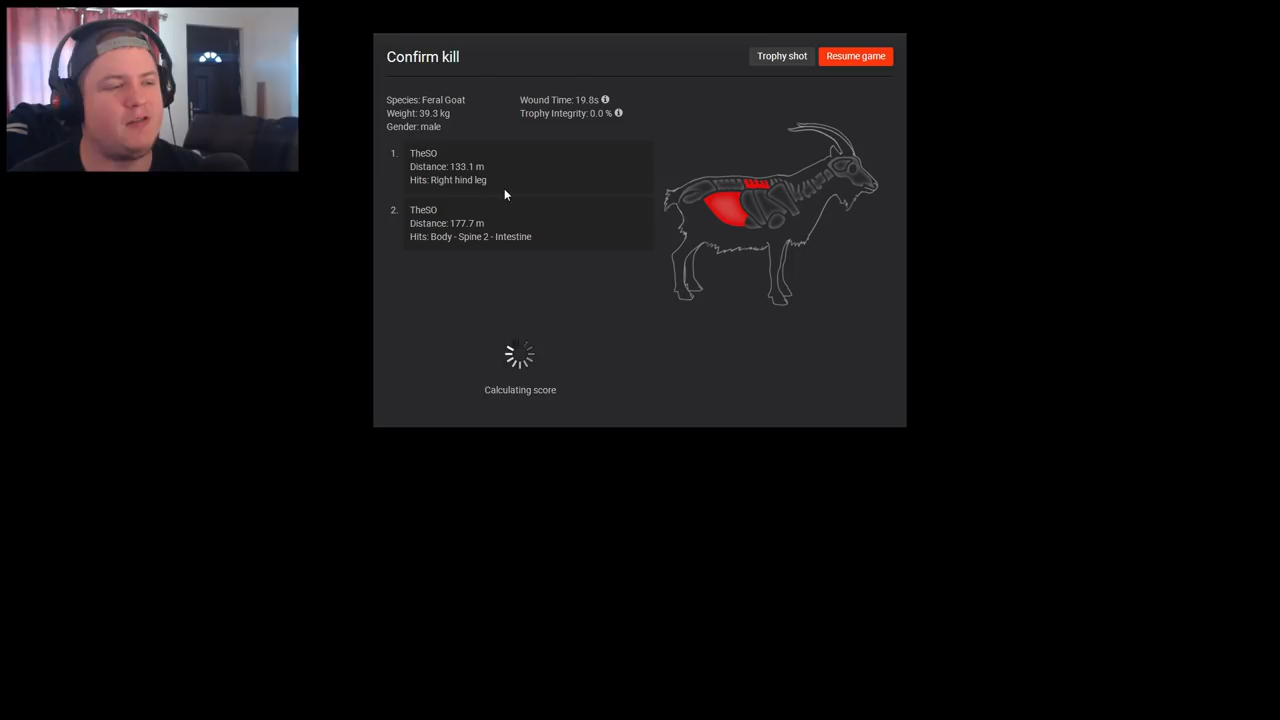 Confirm kill
Trophy shot
Resume game
Species: Feral Goat
Weight: 39.3 kg
Gender: male
Wound Time: 19.8s
Trophy Integrity: 0.0 %
1.
TheSO
Distance: 133.1 m
Hits: Right hind leg
2.
TheSO
Distance: 177.7 m
Hits: Body - Spine 2 - Intestine
Calculating score